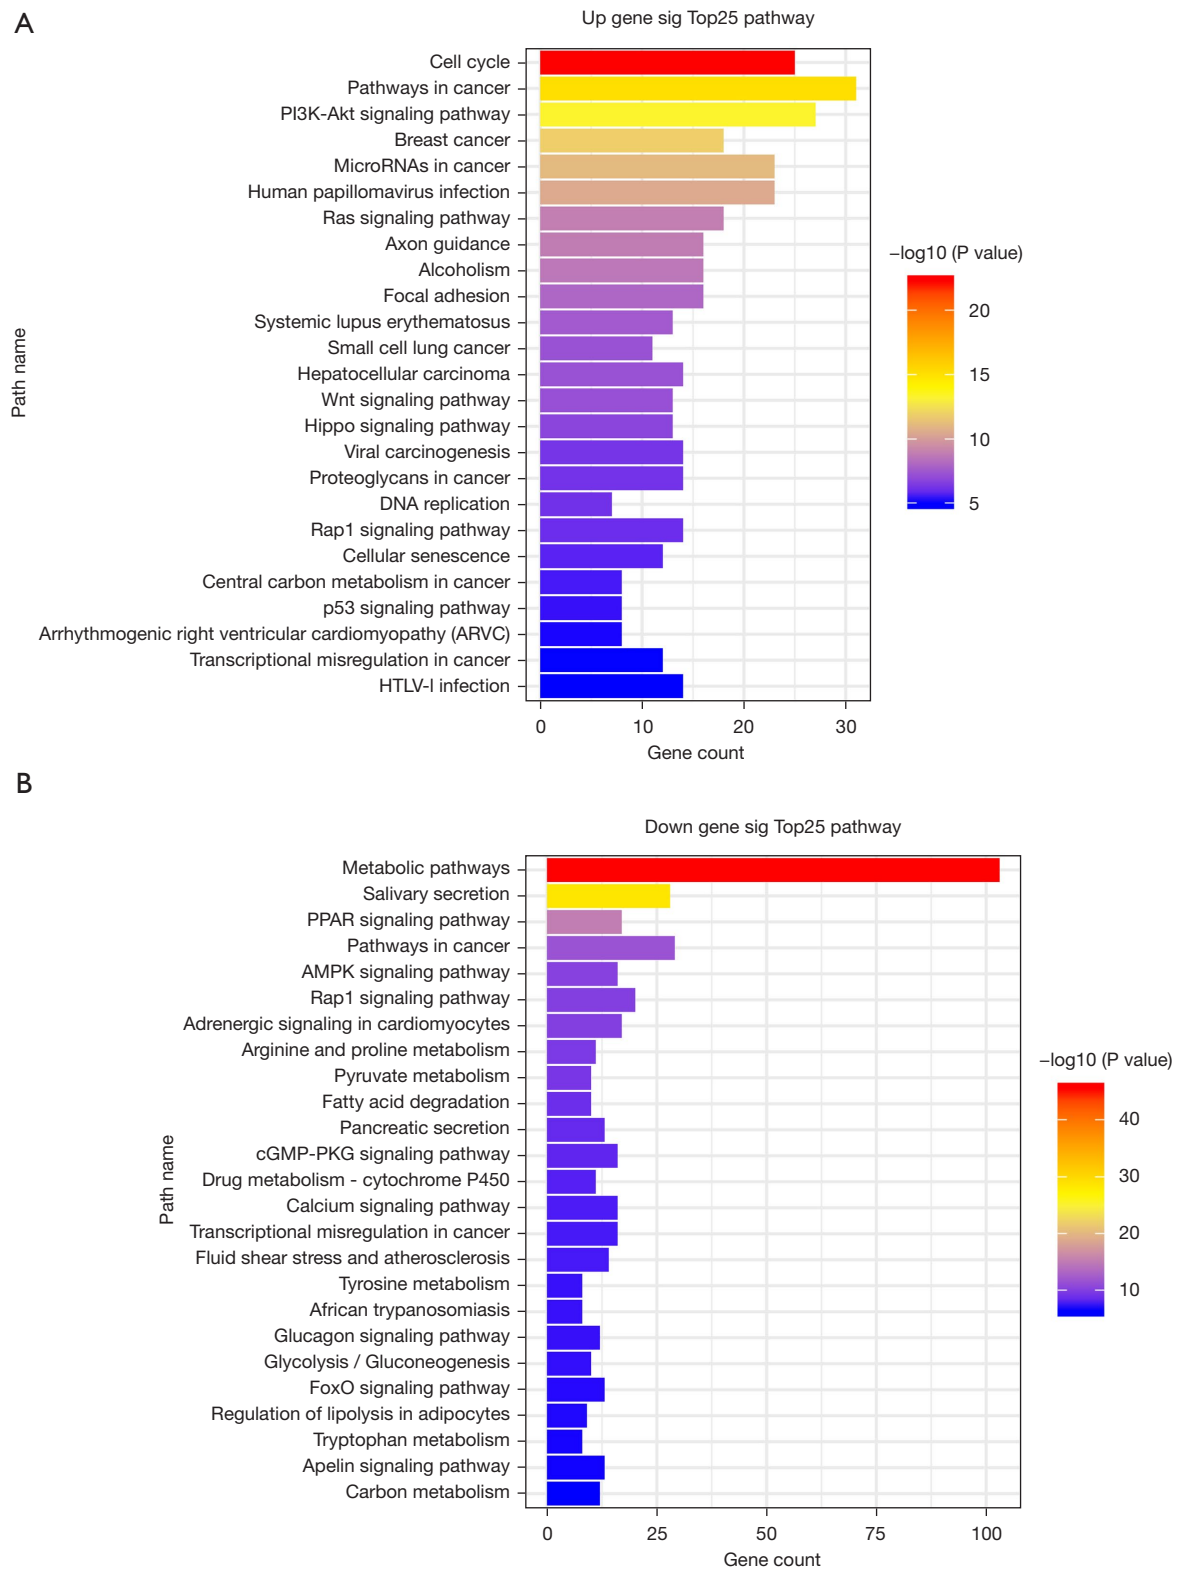 A
Up gene sig Top25 pathway
Cell cycle
Pathways in cancer
PI3K-Akt signaling pathway
Breast cancer
MicroRNAs in cancer
Human papillomavirus infection
Ras signaling pathway
Axon guidance
Alcoholism
Focal adhesion
Systemic lupus erythematosus
Small cell lung cancer
Hepatocellular carcinoma
Wnt signaling pathway
Hippo signaling pathway
Viral carcinogenesis
Proteoglycans in cancer
DNA replication
Rap1 signaling pathway
Cellular senescence
Central carbon metabolism in cancer
p53 signaling pathway
Arrhythmogenic right ventricular cardiomyopathy (ARVC)
Transcriptional misregulation in cancer
HTLV-I infection
Path name
0 10 20 30
Gene count
−log10 (P value)
20
15
10
5
B
Down gene sig Top25 pathway
Metabolic pathways
Salivary secretion
PPAR signaling pathway
Pathways in cancer
AMPK signaling pathway
Rap1 signaling pathway
Adrenergic signaling in cardiomyocytes
Arginine and proline metabolism
Pyruvate metabolism
Fatty acid degradation
Pancreatic secretion
cGMP-PKG signaling pathway
Drug metabolism - cytochrome P450
Calcium signaling pathway
Transcriptional misregulation in cancer
Fluid shear stress and atherosclerosis
Tyrosine metabolism
African trypanosomiasis
Glucagon signaling pathway
Glycolysis / Gluconeogenesis
FoxO signaling pathway
Regulation of lipolysis in adipocytes
Tryptophan metabolism
Apelin signaling pathway
Carbon metabolism
Path name
0 25 50 75 100
Gene count
−log10 (P value)
40
30
20
10